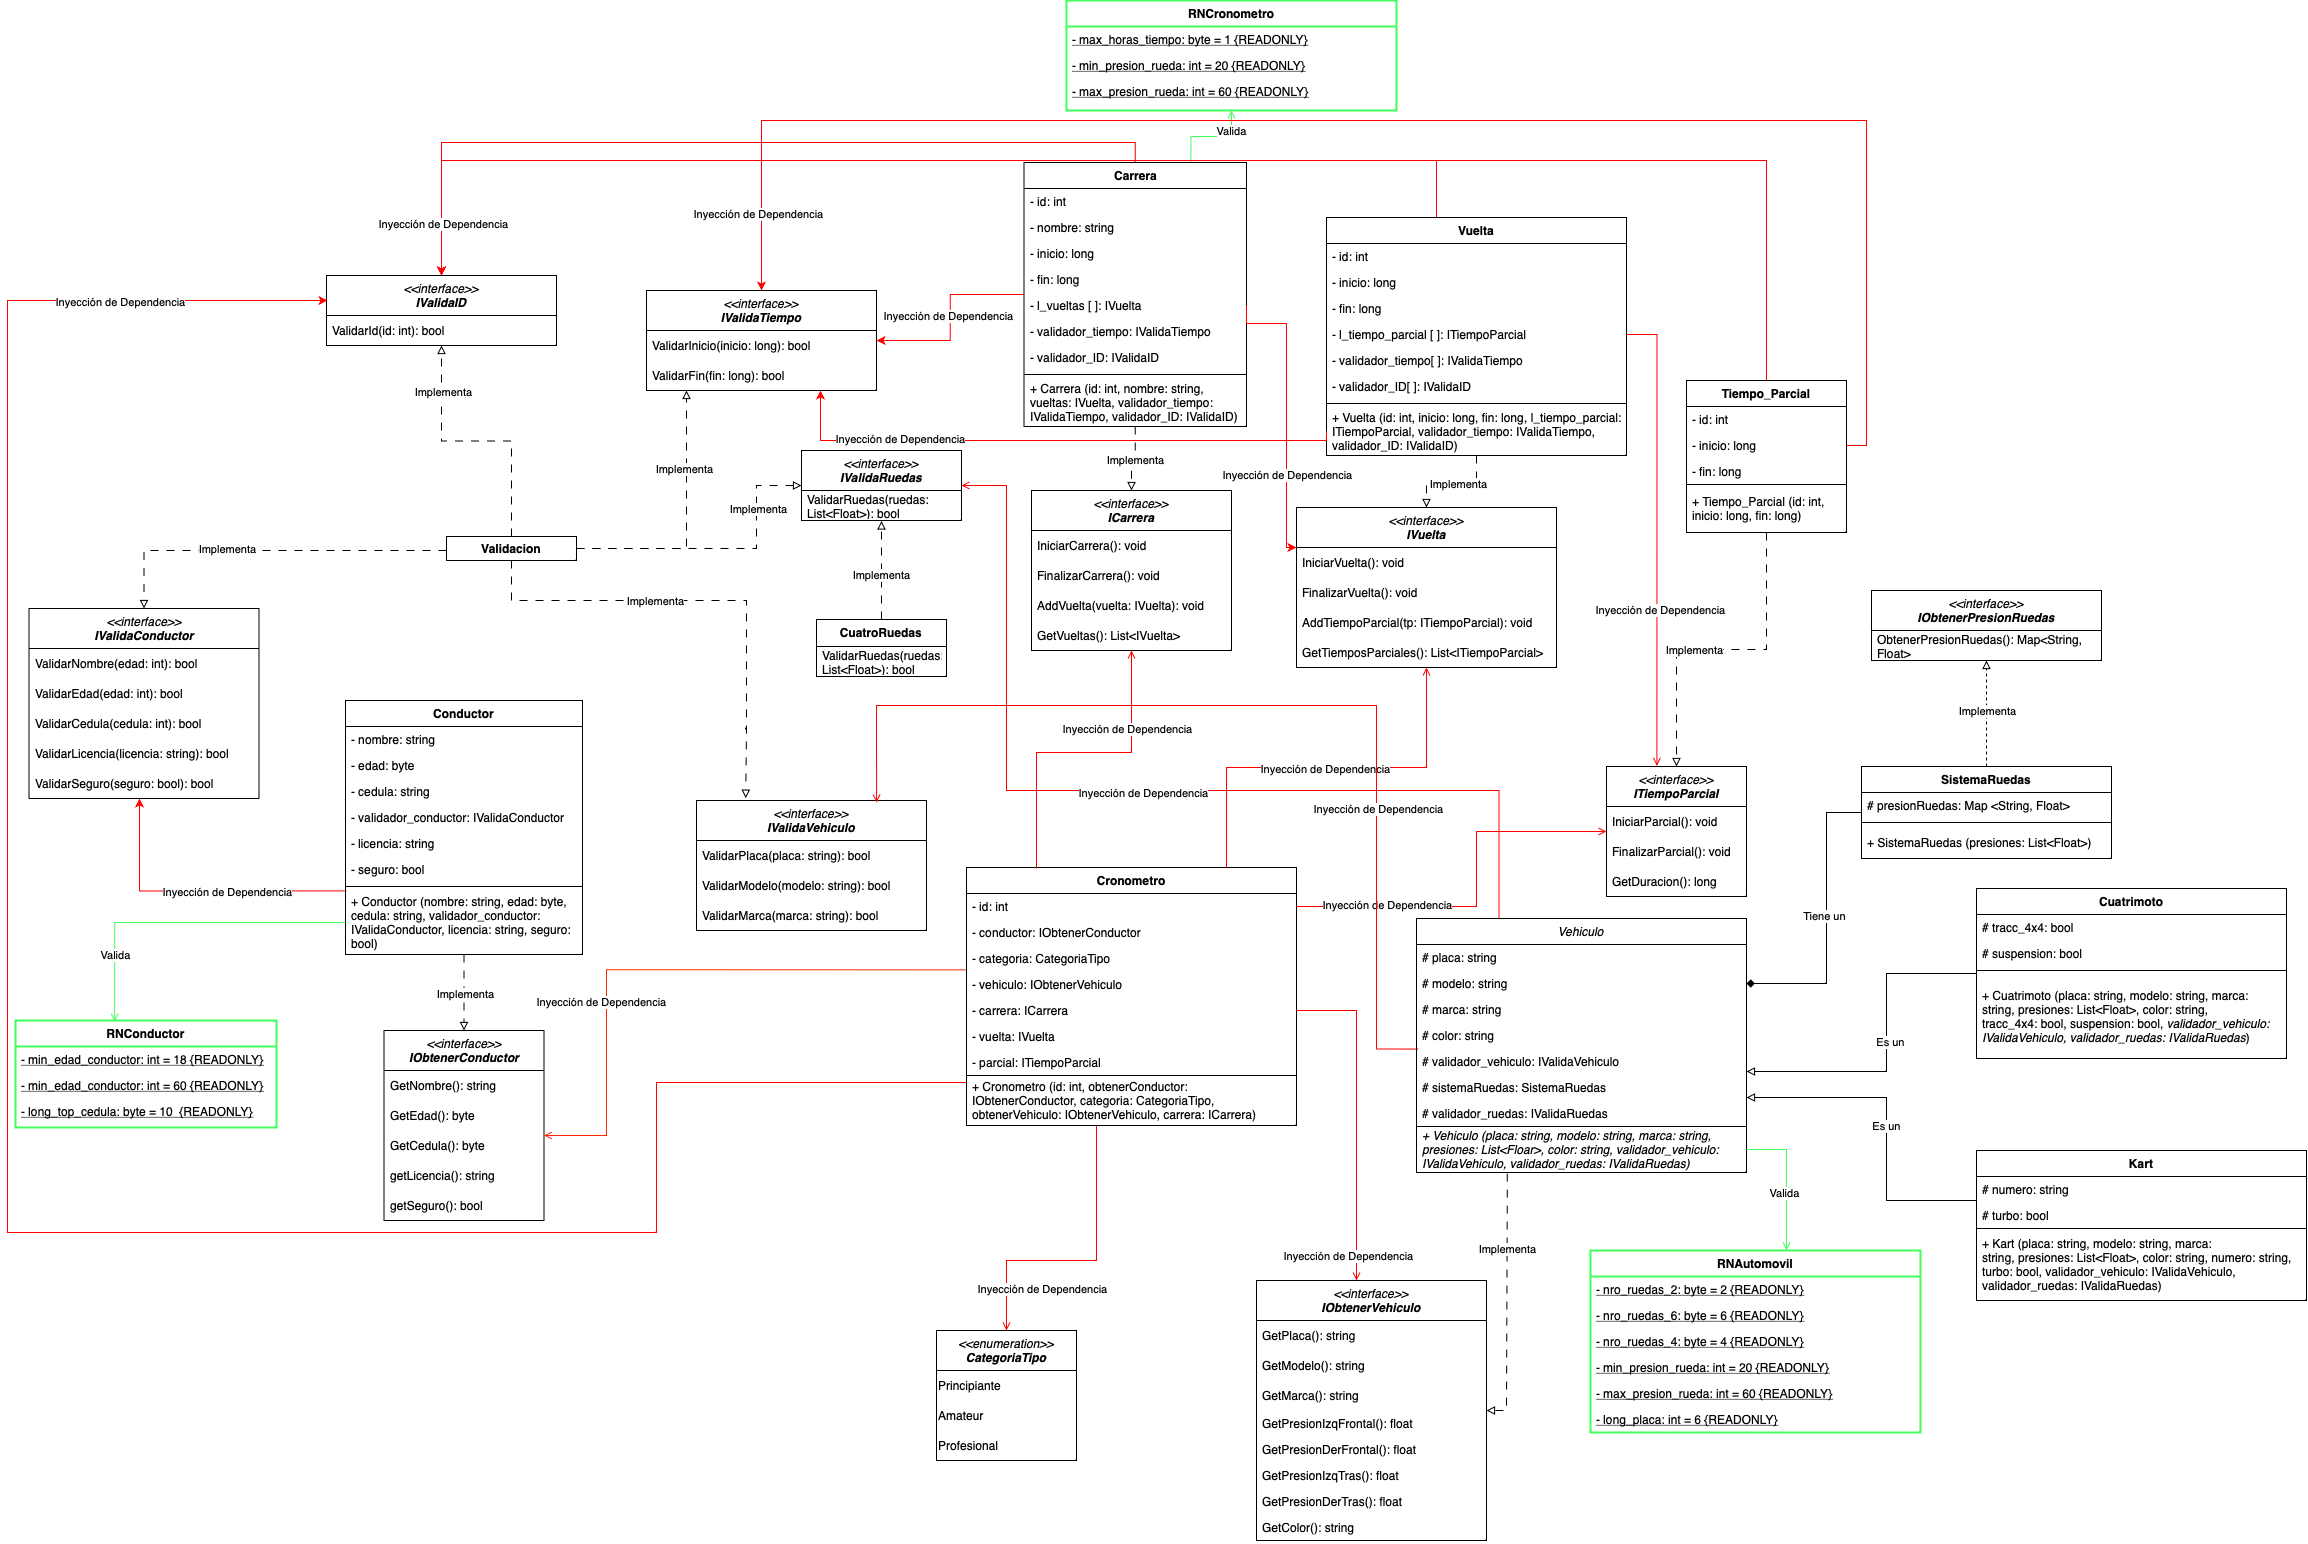 RNCronometro
- max_horas_tiempo: byte = 1 {READONLY}
- min_presion_rueda: int = 20 {READONLY}
- max_presion_rueda: int = 60 {READONLY}
Valida
Inyección de Dependencia
Inyección de Dependencia
Inyección de Dependencia
Carrera
- id: int
- nombre: string
- inicio: long
- fin: long
- l_vueltas [ ]: IVuelta
- validador_tiempo: IValidaTiempo
- validador_ID: IValidaID
+ Carrera (id: int, nombre: string,
vueltas: IVuelta, validador_tiempo:
IValidaTiempo, validador_ID: IValidaID)
Vuelta
- id: int
- inicio: long
- fin: long
- l_tiempo_parcial [ ]: ITiempoParcial
- validador_tiempo[ ]: IValidaTiempo
- validador_ID[ ]: IValidaID
+ Vuelta (id: int, inicio: long, fin: long, l_tiempo_parcial:
ITiempoParcial, validador_tiempo: IValidaTiempo,
validador_ID: IValidaID)
<<interface>>
IValidaID
ValidarId(id: int): bool
<<interface>>
IValidaTiempo
ValidarInicio(inicio: long): bool
ValidarFin(fin: long): bool
Inyección de Dependencia
Tiempo_Parcial
- id: int
- inicio: long
- fin: long
+ Tiempo_Parcial (id: int,
inicio: long, fin: long)
Implementa
Inyección de Dependencia
Implementa
<<interface>>
IValidaRuedas
ValidarRuedas(ruedas:
List<Float>): bool
Implementa
Implementa
Inyección de Dependencia
Implementa
<<interface>>
ICarrera
IniciarCarrera(): void
FinalizarCarrera(): void
AddVuelta(vuelta: IVuelta): void
GetVueltas(): List<IVuelta>
<<interface>>
IVuelta
IniciarVuelta(): void
FinalizarVuelta(): void
AddTiempoParcial(tp: ITiempoParcial): void
GetTiemposParciales(): List<ITiempoParcial>
Validacion
Implementa
Implementa
Implementa
CuatroRuedas
ValidarRuedas(ruedas:
List<Float>): bool
Inyección de Dependencia
Implementa
<<interface>>
IObtenerPresionRuedas
ObtenerPresionRuedas(): Map<String,
Float>
Implementa
<<interface>>
IValidaConductor
ValidarNombre(edad: int): bool
ValidarEdad(edad: int): bool
ValidarCedula(cedula: int): bool
ValidarLicencia(licencia: string): bool
ValidarSeguro(seguro: bool): bool
Conductor
- nombre: string
- edad: byte
- cedula: string
- validador_conductor: IValidaConductor
- licencia: string
- seguro: bool
+ Conductor (nombre: string, edad: byte,
cedula: string, validador_conductor:
IValidaConductor, licencia: string, seguro:
bool)
Inyección de Dependencia
Inyección de Dependencia
Inyección de Dependencia
Inyección de Dependencia
<<interface>>
IValidaVehiculo
ValidarPlaca(placa: string): bool
ValidarModelo(modelo: string): bool
ValidarMarca(marca: string): bool
<<interface>>
ITiempoParcial
IniciarParcial(): void
FinalizarParcial(): void
GetDuracion(): long
SistemaRuedas
# presionRuedas: Map <String, Float>
+ SistemaRuedas (presiones: List<Float>)
Inyección de Dependencia
Valida
Implementa
Inyección de Dependencia
Cronometro
- id: int
- conductor: IObtenerConductor
- categoria: CategoriaTipo
- vehiculo: IObtenerVehiculo
- carrera: ICarrera
- vuelta: IVuelta
- parcial: ITiempoParcial
+ Cronometro (id: int, obtenerConductor:
IObtenerConductor, categoria: CategoriaTipo,
obtenerVehiculo: IObtenerVehiculo, carrera: ICarrera)
Inyección de Dependencia
Vehiculo
# placa: string
# modelo: string
# marca: string
# color: string
# validador_vehiculo: IValidaVehiculo
# sistemaRuedas: SistemaRuedas
# validador_ruedas: IValidaRuedas
+ Vehiculo (placa: string, modelo: string, marca: string,
presiones: List<Floar>, color: string, validador_vehiculo:
IValidaVehiculo, validador_ruedas: IValidaRuedas)
Tiene un
Cuatrimoto
# tracc_4x4: bool
# suspension: bool
+ Cuatrimoto (placa: string, modelo: string, marca:
string, presiones: List<Float>, color: string,
tracc_4x4: bool, suspension: bool, validador_vehiculo:
IValidaVehiculo, validador_ruedas: IValidaRuedas)
Es un
Es un
Kart
# numero: string
# turbo: bool
+ Kart (placa: string, modelo: string, marca:
string, presiones: List<Float>, color: string, numero: string,
turbo: bool, validador_vehiculo: IValidaVehiculo,
validador_ruedas: IValidaRuedas)
RNConductor
- min_edad_conductor: int = 18 {READONLY}
- min_edad_conductor: int = 60 {READONLY}
- long_top_cedula: byte = 10  {READONLY}
<<interface>>
IObtenerConductor
GetNombre(): string
GetEdad(): byte
GetCedula(): byte
getLicencia(): string
getSeguro(): bool
Valida
Implementa
Inyección de Dependencia
Inyección de Dependencia
RNAutomovil
- nro_ruedas_2: byte = 2 {READONLY}
- nro_ruedas_6: byte = 6 {READONLY}
- nro_ruedas_4: byte = 4 {READONLY}
- min_presion_rueda: int = 20 {READONLY}
- max_presion_rueda: int = 60 {READONLY}
- long_placa: int = 6 {READONLY}
<<enumeration>>
CategoriaTipo
Principiante
Amateur
Profesional
<<interface>>
IObtenerVehiculo
GetPlaca(): string
GetModelo(): string
GetMarca(): string
GetPresionIzqFrontal(): float
GetPresionDerFrontal(): float
GetPresionIzqTras(): float
GetPresionDerTras(): float
GetColor(): string